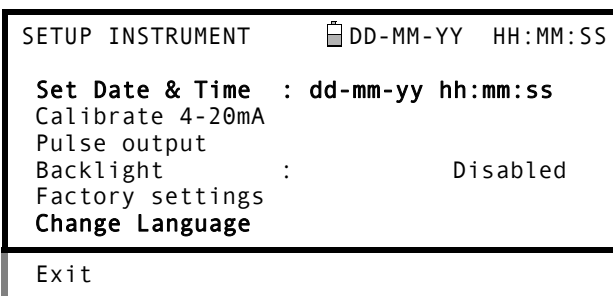 SETUP INSTRUMENT DD-MM-YY HH:MM:SS
Set Date & Time : dd-mm-yy hh:mm:ss
Calibrate 4-20mA
Pulse output
Backlight : Disabled
Factory settings
Change Language
Exit